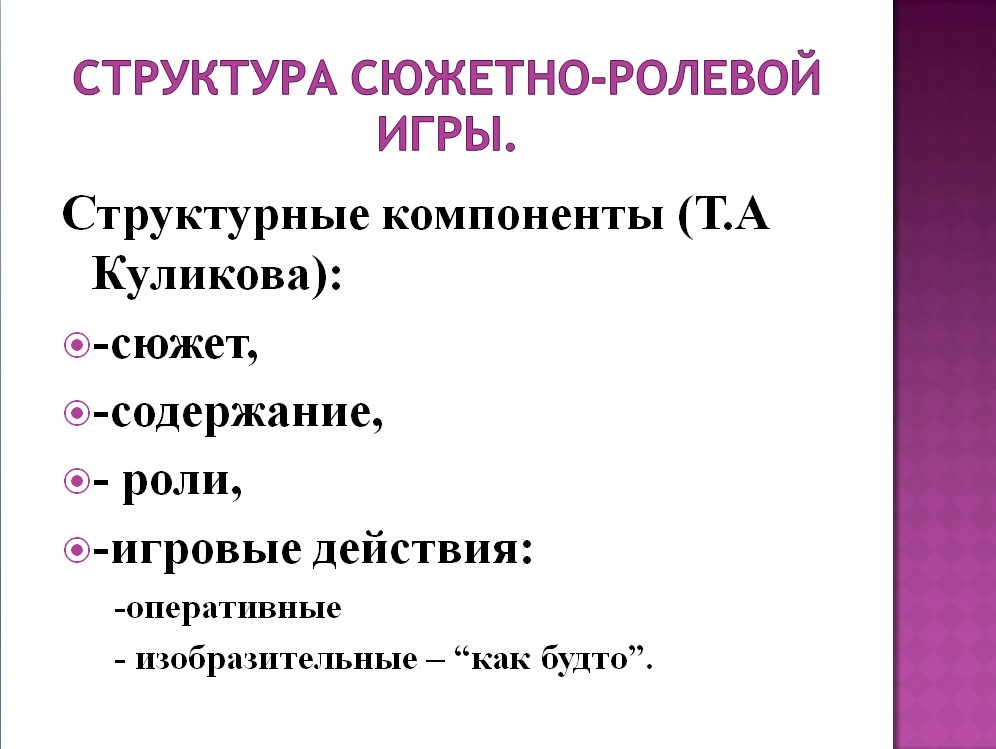 СТРУКТУРА СЮЖЕТНО-РОЛЕВОЙ
ИГРЫ.
Структурные компоненты (Т.А
Куликова):
-сюжет,
-содержание,
- роли,
-игровые действия:
-оперативные
- изобразительные – “как будто”.